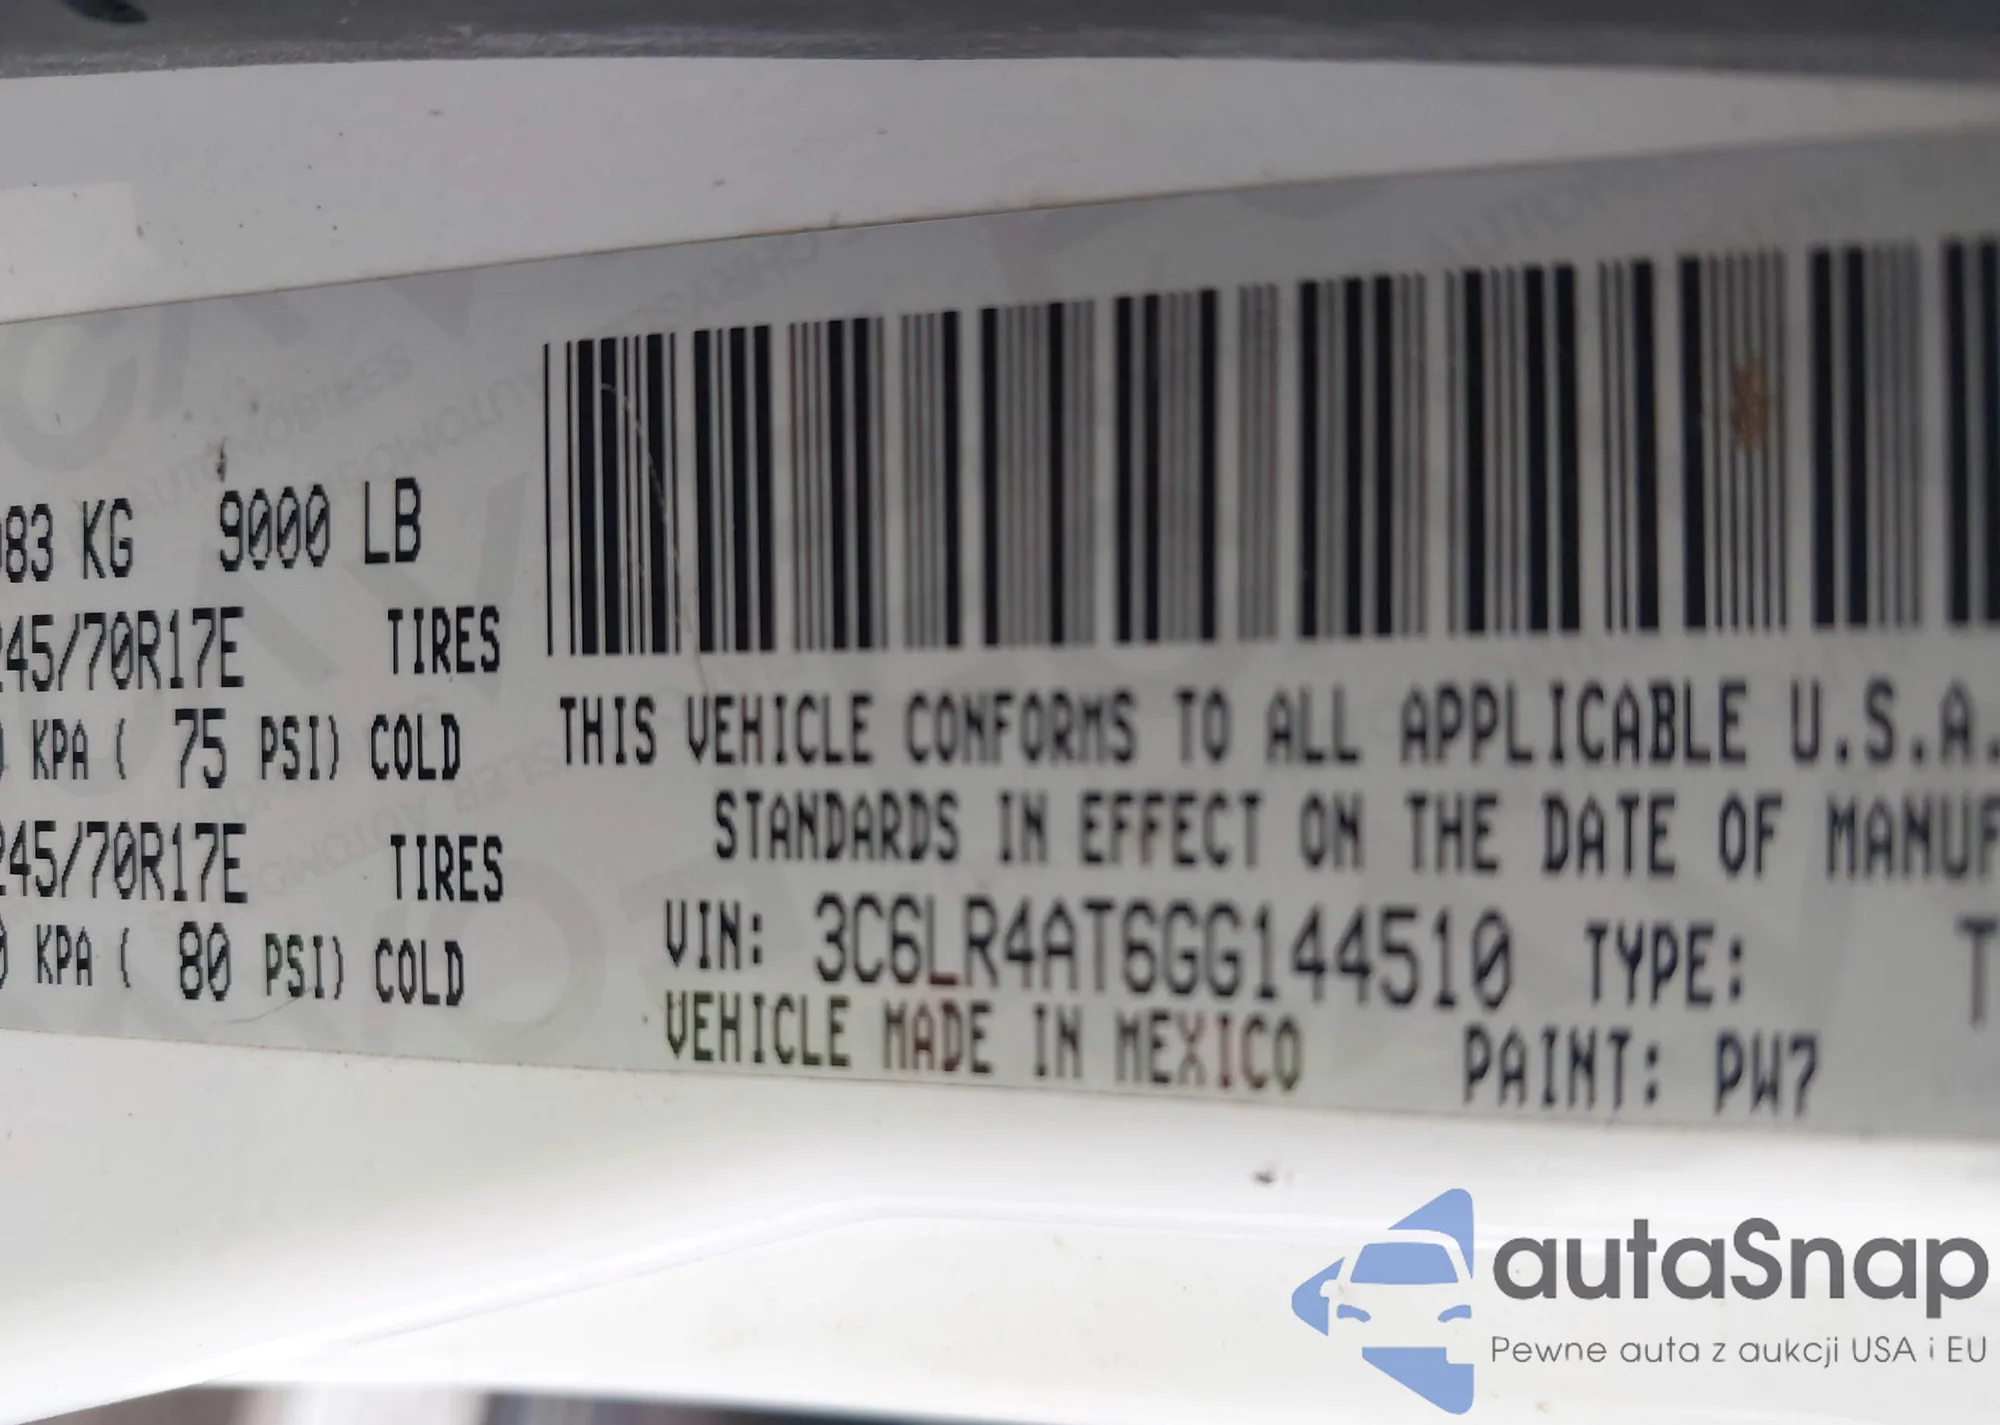 83 KG 9000 LB
245/70R17E TIRES
KPA ( 75 PSI) COLD
245/70R17E TIRES
KPA ( 80 PSI) COLD
THIS VEHICLE CONFORMS TO ALL APPLICABLE U.S.A.
STANDARDS IN EFFECT ON THE DATE OF MANUF
VIN: 3C6LR4AT6GG144510 TYPE: T
VEHICLE MADE IN MEXICO PAINT: PW7
autaSnap
Pewne auta z aukcji USA i EU